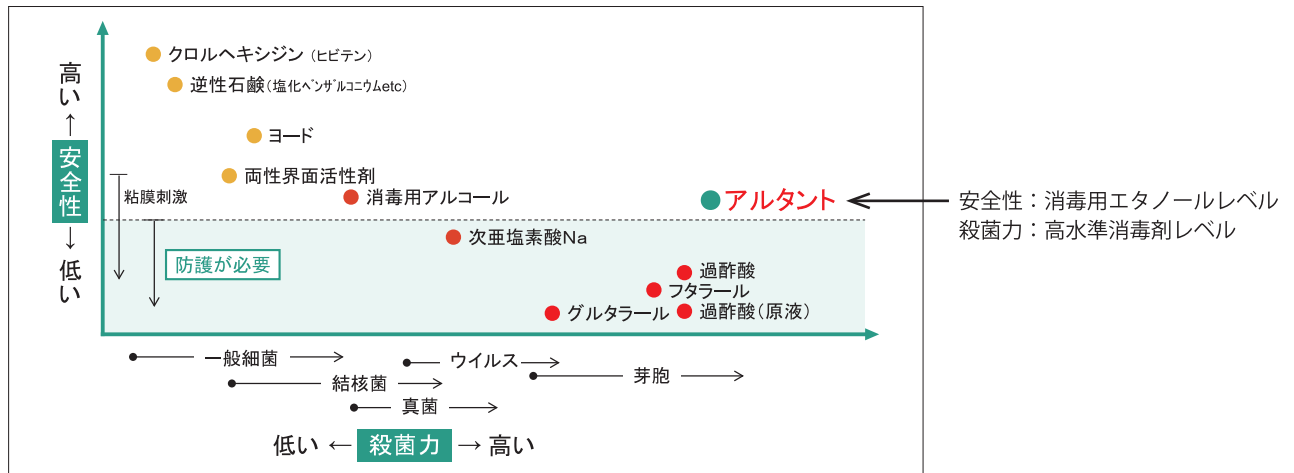 クロルヘキシジン（ヒビテン）
逆性石鹸（塩化ベンザルコニウムetc）
ヨード
両性界面活性剤
消毒用アルコール
アルタント
安全性：消毒用エタノールレベル
殺菌力：高水準消毒剤レベル
高い
↑
安全性
↓
低い
粘膜刺激
防護が必要
次亜塩素酸Na
過酢酸
フタラール
グルタラール
過酢酸（原液）
一般細菌
ウイルス
結核菌
芽胞
真菌
低い ← 殺菌力 → 高い